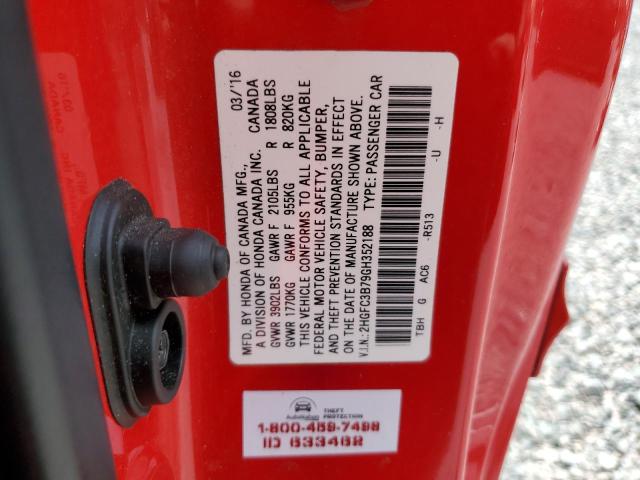 MFD. BY HONDA OF CANADA MFG., 03/'16
A DIVISION OF HONDA CANADA INC. CANADA
GVWR 3902LBS GAWR F 2105LBS R 1808LBS
GVWR 1770KG GAWR F 955KG R 820KG
THIS VEHICLE CONFORMS TO ALL APPLICABLE
FEDERAL MOTOR VEHICLE SAFETY, BUMPER,
AND THEFT PREVENTION STANDARDS IN EFFECT
ON THE DATE OF MANUFACTURE SHOWN ABOVE.
V.I.N.:2HGFC3B79GH352188 TYPE: PASSENGER CAR
TBH G AC6 -R513 -U -H
AutoNation THEFT
PROTECTION
1-800-459-7498
ID 633462